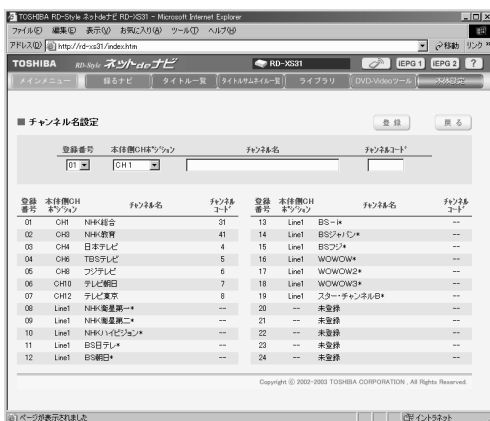 TOSHIBA RD-Style ネットdeナビ RD-XS31 - Microsoft Internet Explorer
ファイル(F) 編集(E) 表示(V) お気に入り(A) ツール(T) ヘルプ(H)
アドレス(D) http://rd-xs31/index.htm 移動 リンク »
TOSHIBA RD-Style ネットdeナビ RD-XS31 iEPG 1 iEPG 2 ?
メインメニュー 録るナビ タイトル一覧 (タイトルサムネイル一覧) ライブラリ DVD-Videoツール 本体設定
■ チャンネル名設定 登 録 戻 る
登録番号 本体側CHポジション チャンネル名 チャンネルコード
01 CH1
登録番号 本体側CHポジション チャンネル名 チャンネルコード 登録番号 本体側CHポジション チャンネル名 チャンネルコード
01 CH1 NHK総合 31 13 Line1 BS-i* --
02 CH3 NHK教育 41 14 Line1 BSジャパン* --
03 CH4 日本テレビ 4 15 Line1 BSフジ* --
04 CH6 TBSテレビ 5 16 Line1 WOWOW* --
05 CH8 フジテレビ 6 17 Line1 WOWOW2* --
06 CH10 テレビ朝日 7 18 Line1 WOWOW3* --
07 CH12 テレビ東京 8 19 Line1 スター・チャンネルB* --
08 Line1 NHK衛星第一* -- 20 -- 未登録 --
09 Line1 NHK衛星第二* -- 21 -- 未登録 --
10 Line1 NHKハイビジョン* -- 22 -- 未登録 --
11 Line1 BS日テレ* -- 23 -- 未登録 --
12 Line1 BS朝日* -- 24 -- 未登録 --
Copyright © 2002-2003 TOSHIBA CORPORATION , All Rights Reserved.
ページが表示されました イントラネット